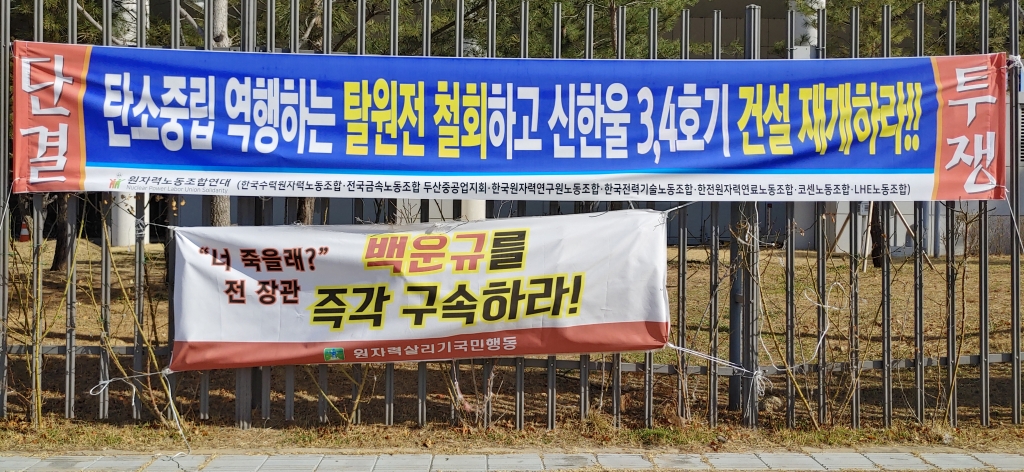 단결
탄소중립 역행하는 탈원전 철회하고 신한울 3,4호기 건설 재개하라!!
투쟁
원자력노동조합연대
Nuclear Power Labor Union Solidarity
(한국수력원자력노동조합·전국금속노동조합 두산중공업지회·한국원자력연구원노동조합·한국전력기술노동조합·한전원자력연료노동조합·코센노동조합·LHE노동조합)
“너 죽을래?”
전 장관
백운규를
즉각 구속하라!
원자력살리기국민행동